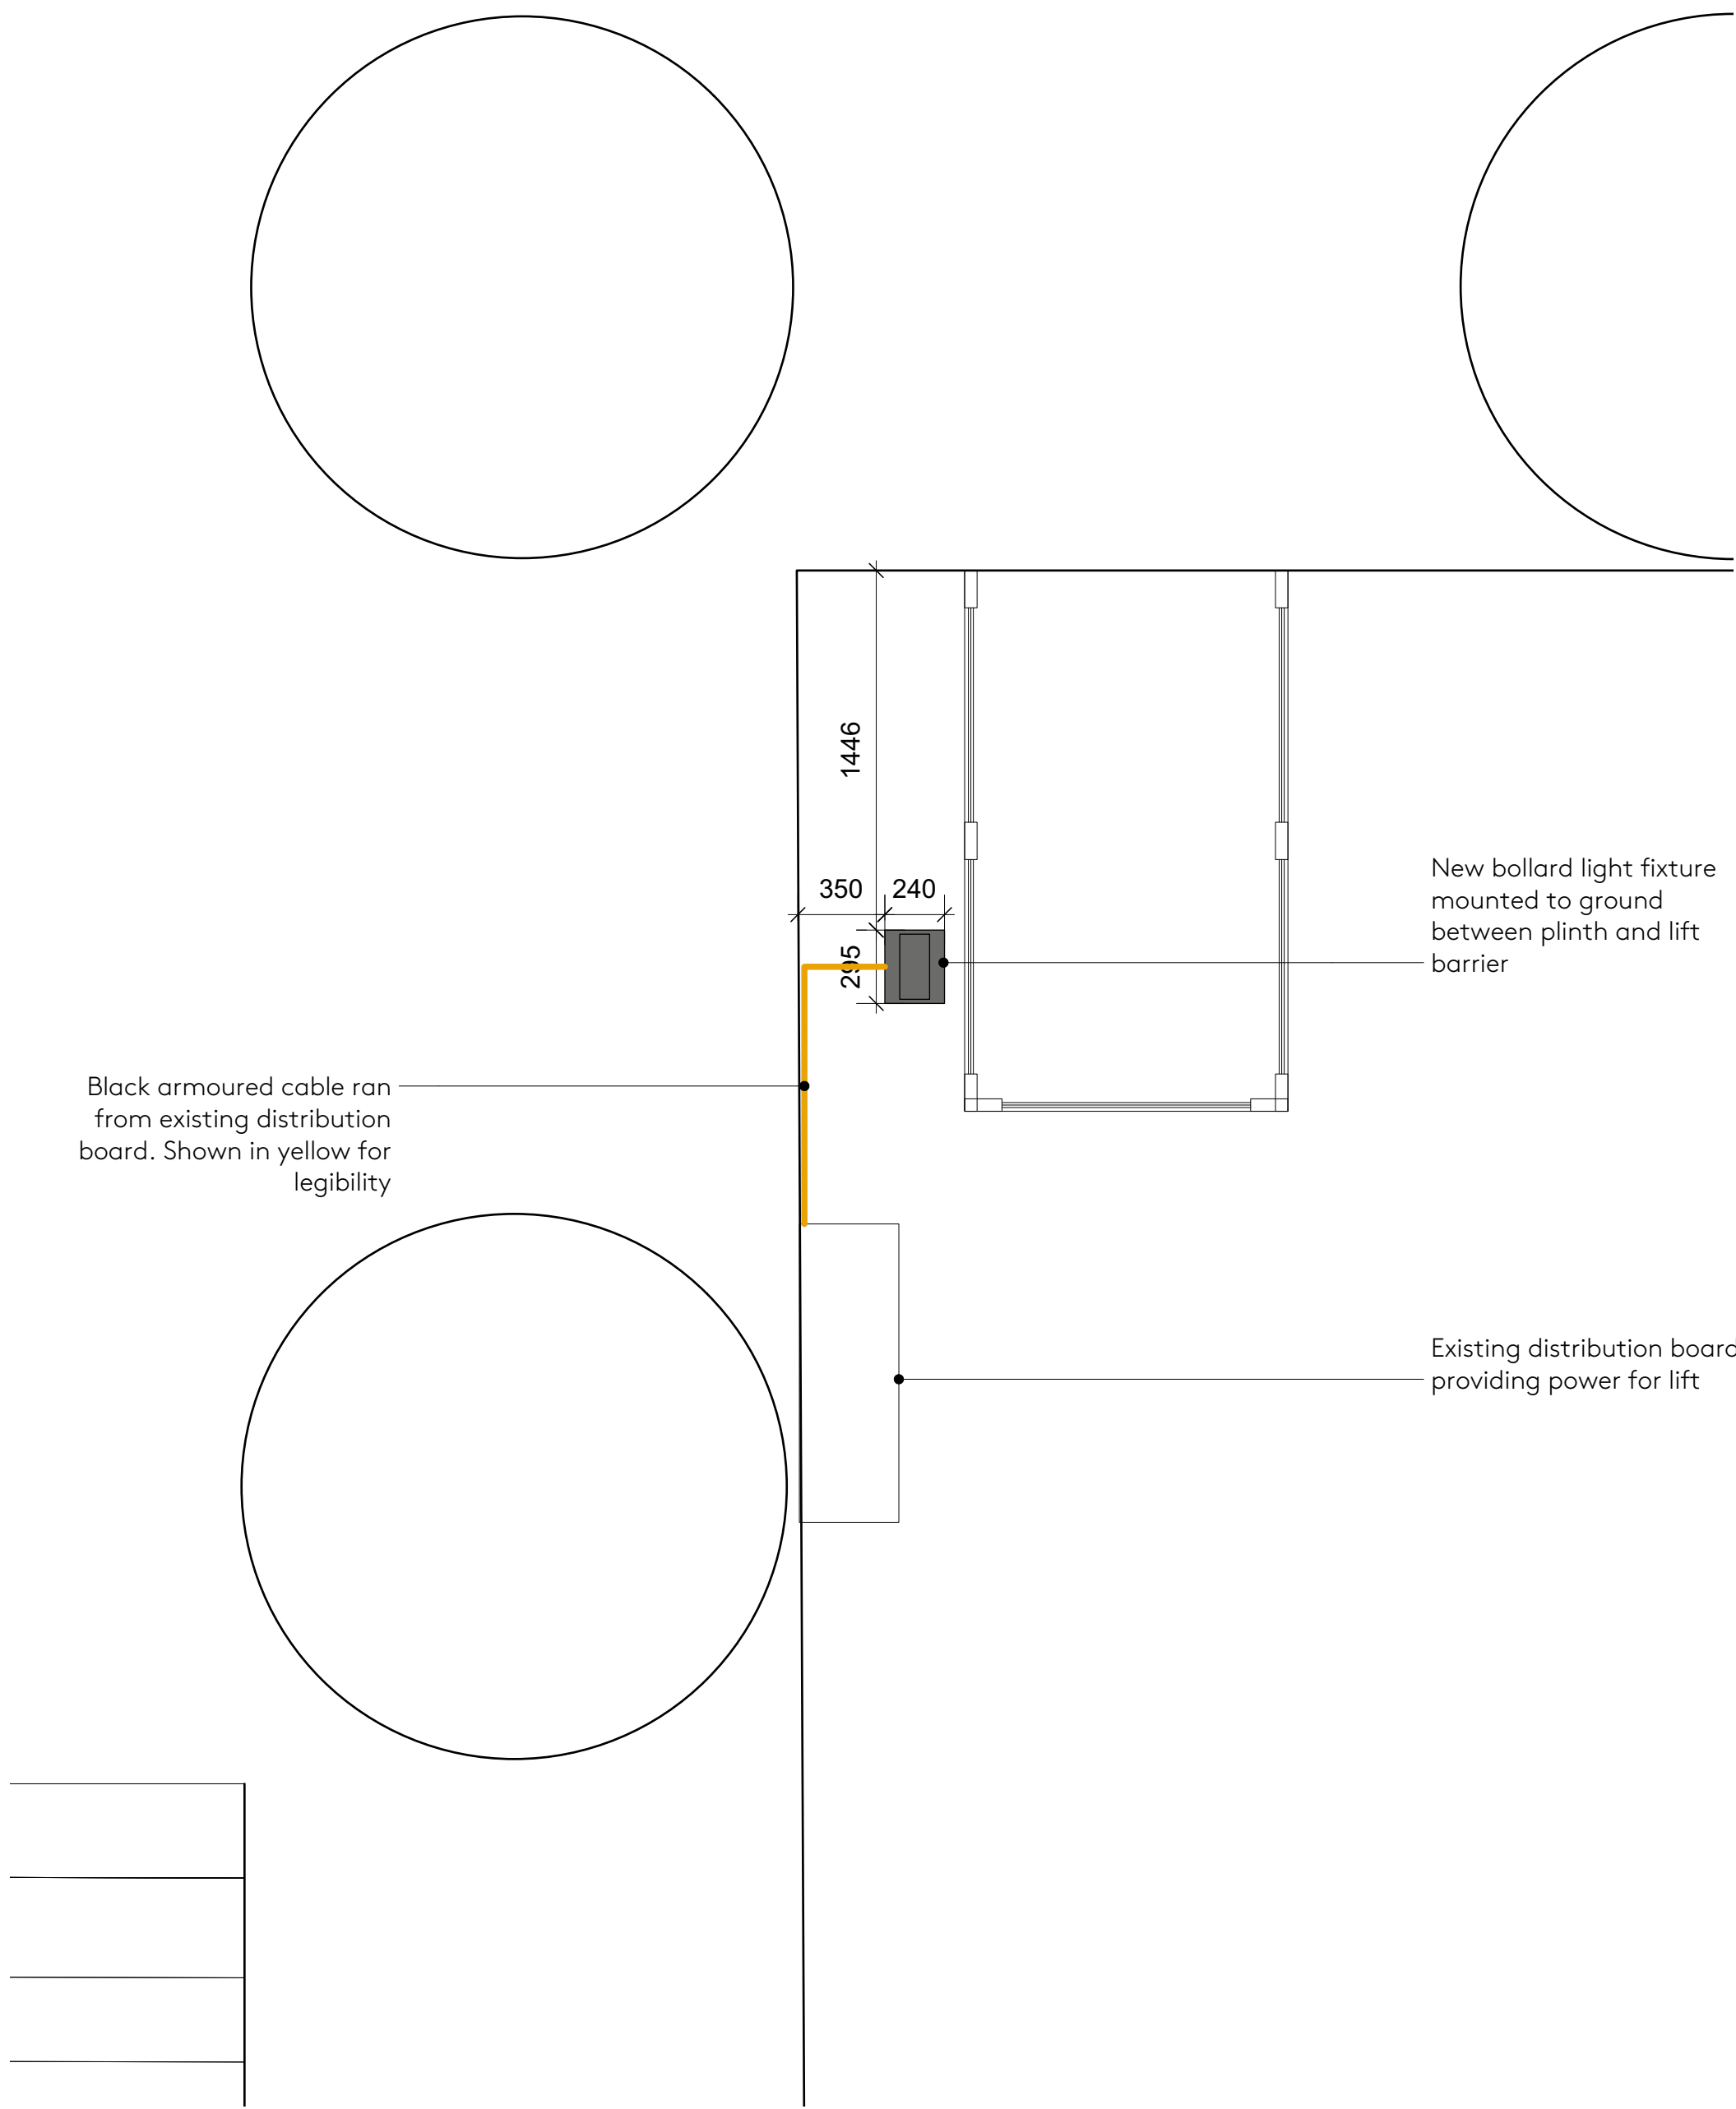 1446
350
240
295
New bollard light fixture
mounted to ground
between plinth and lift
barrier
Black armoured cable ran
from existing distribution
board. Shown in yellow for
legibility
Existing distribution board
providing power for lift